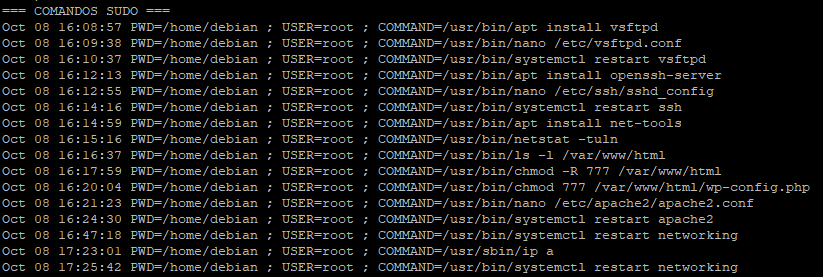 === COMANDOS SUDO ===
Oct 08 16:08:57 PWD=/home/debian ; USER=root ; COMMAND=/usr/bin/apt install vsftpd
Oct 08 16:09:38 PWD=/home/debian ; USER=root ; COMMAND=/usr/bin/nano /etc/vsftpd.conf
Oct 08 16:10:37 PWD=/home/debian ; USER=root ; COMMAND=/usr/bin/systemctl restart vsftpd
Oct 08 16:12:13 PWD=/home/debian ; USER=root ; COMMAND=/usr/bin/apt install openssh-server
Oct 08 16:12:55 PWD=/home/debian ; USER=root ; COMMAND=/usr/bin/nano /etc/ssh/sshd_config
Oct 08 16:14:16 PWD=/home/debian ; USER=root ; COMMAND=/usr/bin/systemctl restart ssh
Oct 08 16:14:59 PWD=/home/debian ; USER=root ; COMMAND=/usr/bin/apt install net-tools
Oct 08 16:15:16 PWD=/home/debian ; USER=root ; COMMAND=/usr/bin/netstat -tuln
Oct 08 16:16:37 PWD=/home/debian ; USER=root ; COMMAND=/usr/bin/ls -l /var/www/html
Oct 08 16:17:59 PWD=/home/debian ; USER=root ; COMMAND=/usr/bin/chmod -R 777 /var/www/html
Oct 08 16:20:04 PWD=/home/debian ; USER=root ; COMMAND=/usr/bin/chmod 777 /var/www/html/wp-config.php
Oct 08 16:21:23 PWD=/home/debian ; USER=root ; COMMAND=/usr/bin/nano /etc/apache2/apache2.conf
Oct 08 16:24:30 PWD=/home/debian ; USER=root ; COMMAND=/usr/bin/systemctl restart apache2
Oct 08 16:47:18 PWD=/home/debian ; USER=root ; COMMAND=/usr/bin/systemctl restart networking
Oct 08 17:23:01 PWD=/home/debian ; USER=root ; COMMAND=/usr/sbin/ip a
Oct 08 17:25:42 PWD=/home/debian ; USER=root ; COMMAND=/usr/bin/systemctl restart networking